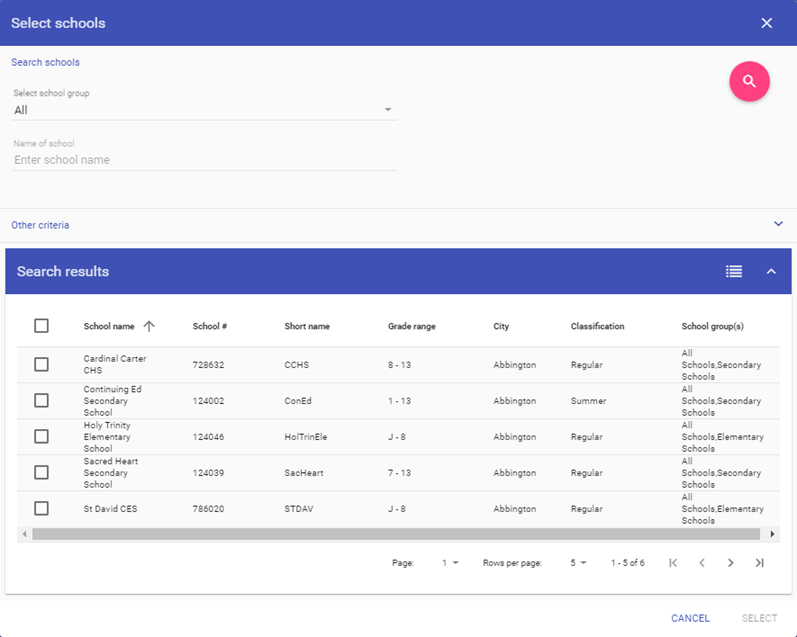 Select schools
Search schools
Select school group
All
Name of school
Enter school name
Other criteria
Search results
School name School # Short name Grade range City Classification School group(s)
Cardinal Carter CHS 728632 CCHS 8 - 13 Abbington Regular All Schools,Secondary Schools
Continuing Ed Secondary School 124002 ConEd 1 - 13 Abbington Summer All Schools,Secondary Schools
Holy Trinity Elementary School 124046 HolTrinEle J - 8 Abbington Regular All Schools,Elementary Schools
Sacred Heart Secondary School 124039 SacHeart 7 - 13 Abbington Regular All Schools,Secondary Schools
St David CES 786020 STDAV J - 8 Abbington Regular All Schools,Elementary Schools
Page: 1 Rows per page: 5 1 - 5 of 6
CANCEL SELECT